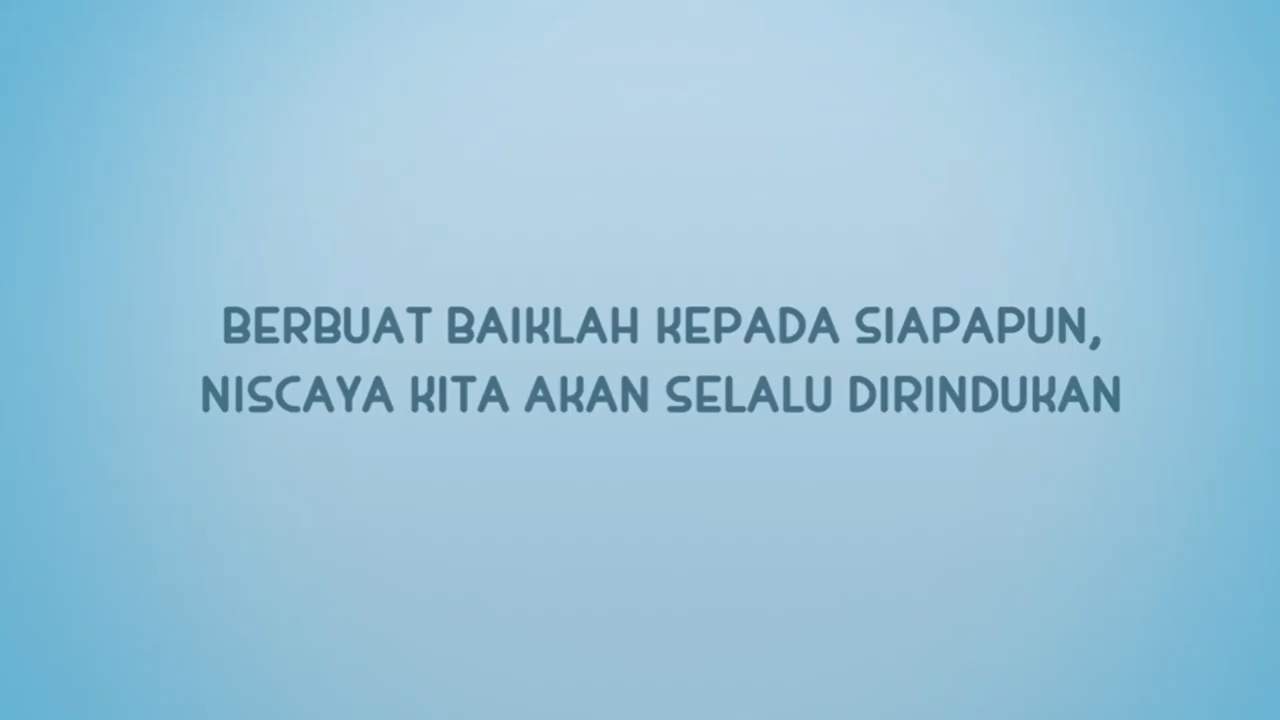 BERBUAT BAIKLAH KEPADA SIAPAPUN,
NISCAYA KITA AKAN SELALU DIRINDUKAN